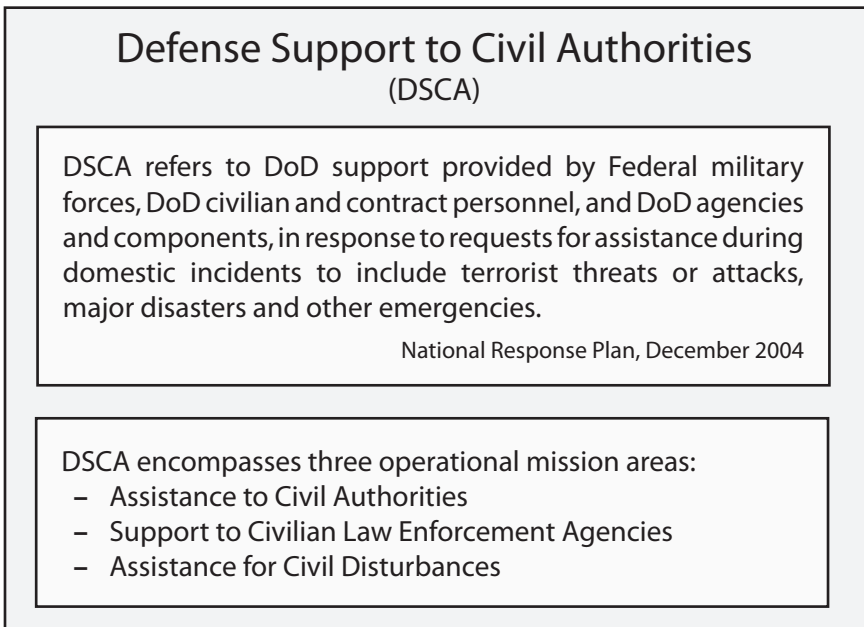 Defense Support to Civil Authorities
(DSCA)
DSCA refers to DoD support provided by Federal military
forces, DoD civilian and contract personnel, and DoD agencies
and components, in response to requests for assistance during
domestic incidents to include terrorist threats or attacks,
major disasters and other emergencies.
National Response Plan, December 2004
DSCA encompasses three operational mission areas:
– Assistance to Civil Authorities
– Support to Civilian Law Enforcement Agencies
– Assistance for Civil Disturbances